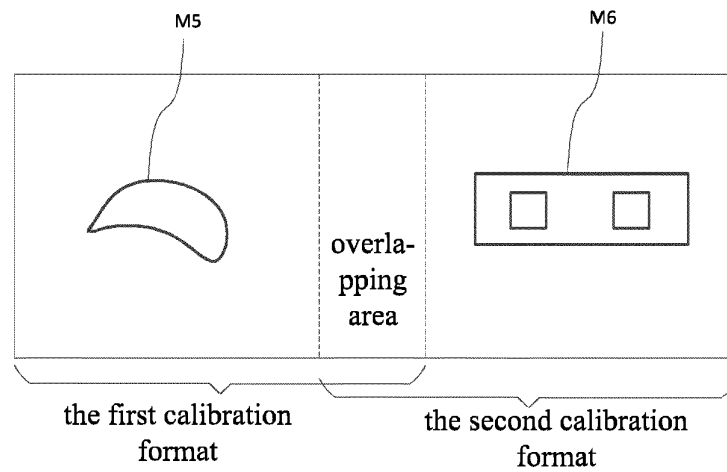 M5
M6
overla-
pping
area
the first calibration
format
the second calibration
format